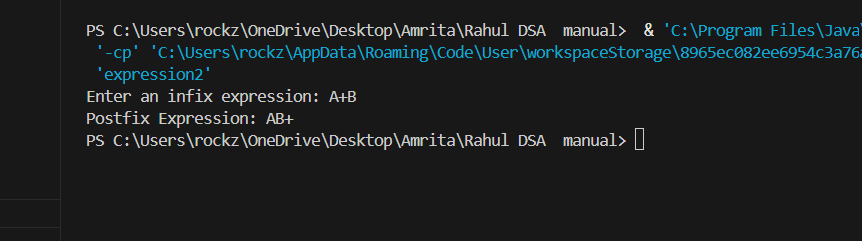 PS C:\Users\rockz\OneDrive\Desktop\Amrita\Rahul DSA  manual>  & 'C:\Program Files\Java\
'-cp' 'C:\Users\rockz\AppData\Roaming\Code\User\workspaceStorage\8965ec082ee6954c3a76a
'expression2'
Enter an infix expression: A+B
Postfix Expression: AB+
PS C:\Users\rockz\OneDrive\Desktop\Amrita\Rahul DSA  manual>